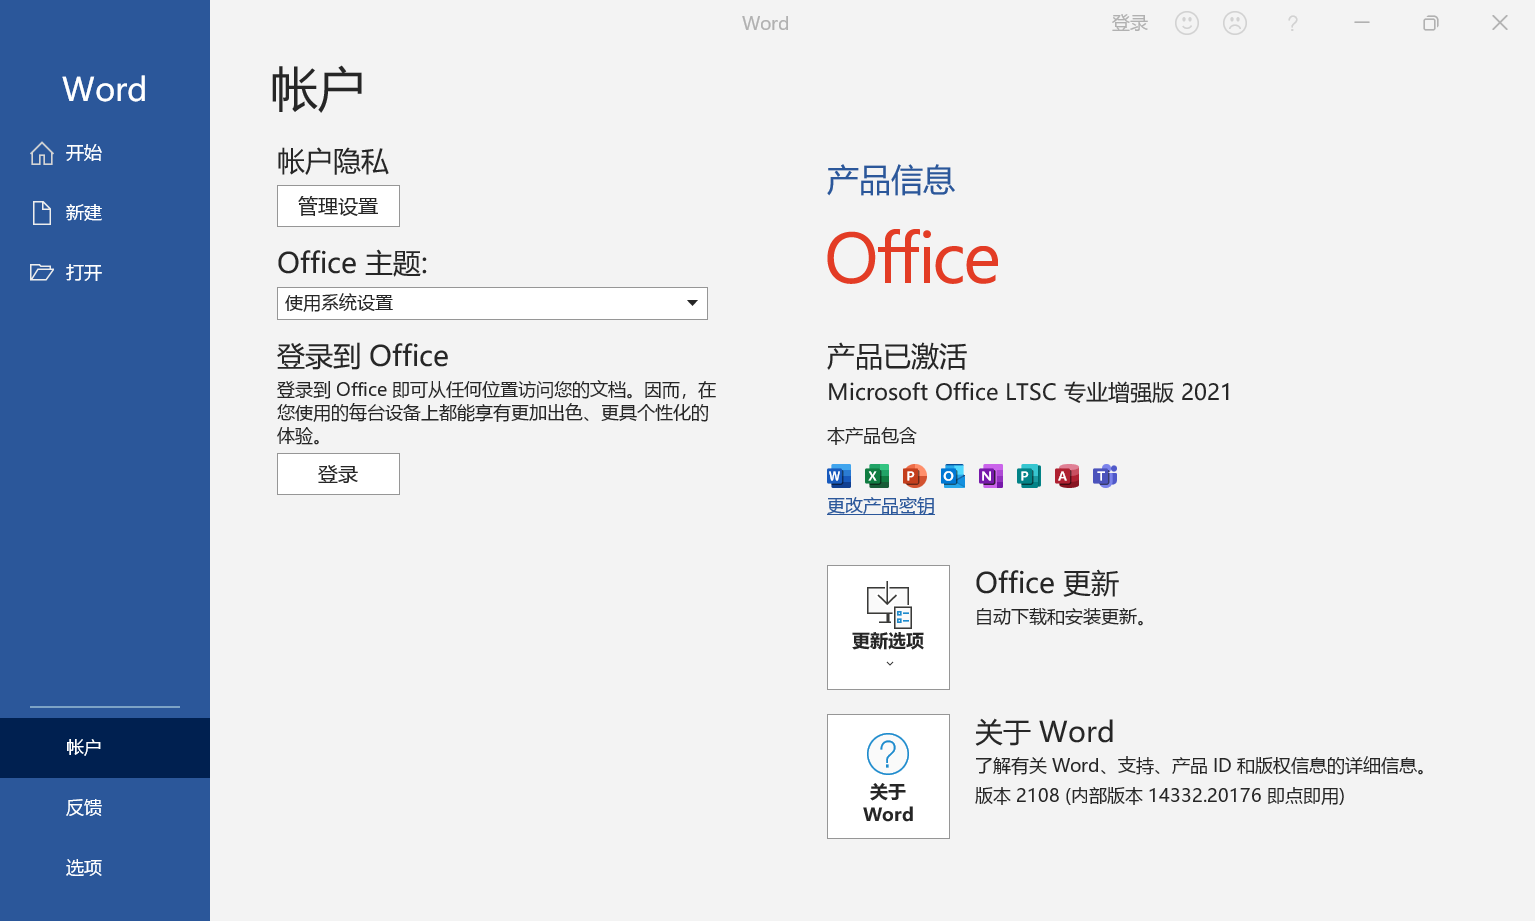 Word
登录
?
Word
开始
新建
打开
帐户
反馈
选项
帐户
帐户隐私
管理设置
Office 主题:
使用系统设置
登录到 Office
登录到 Office 即可从任何位置访问您的文档。因而，在
您使用的每台设备上都能享有更加出色、更具个性化的
体验。
登录
产品信息
Office
产品已激活
Microsoft Office LTSC 专业增强版 2021
本产品包含
W X P O N P A T
更改产品密钥
更新选项
Office 更新
自动下载和安装更新。
?
关于
Word
关于 Word
了解有关 Word、支持、产品 ID 和版权信息的详细信息。
版本 2108 (内部版本 14332.20176 即点即用)